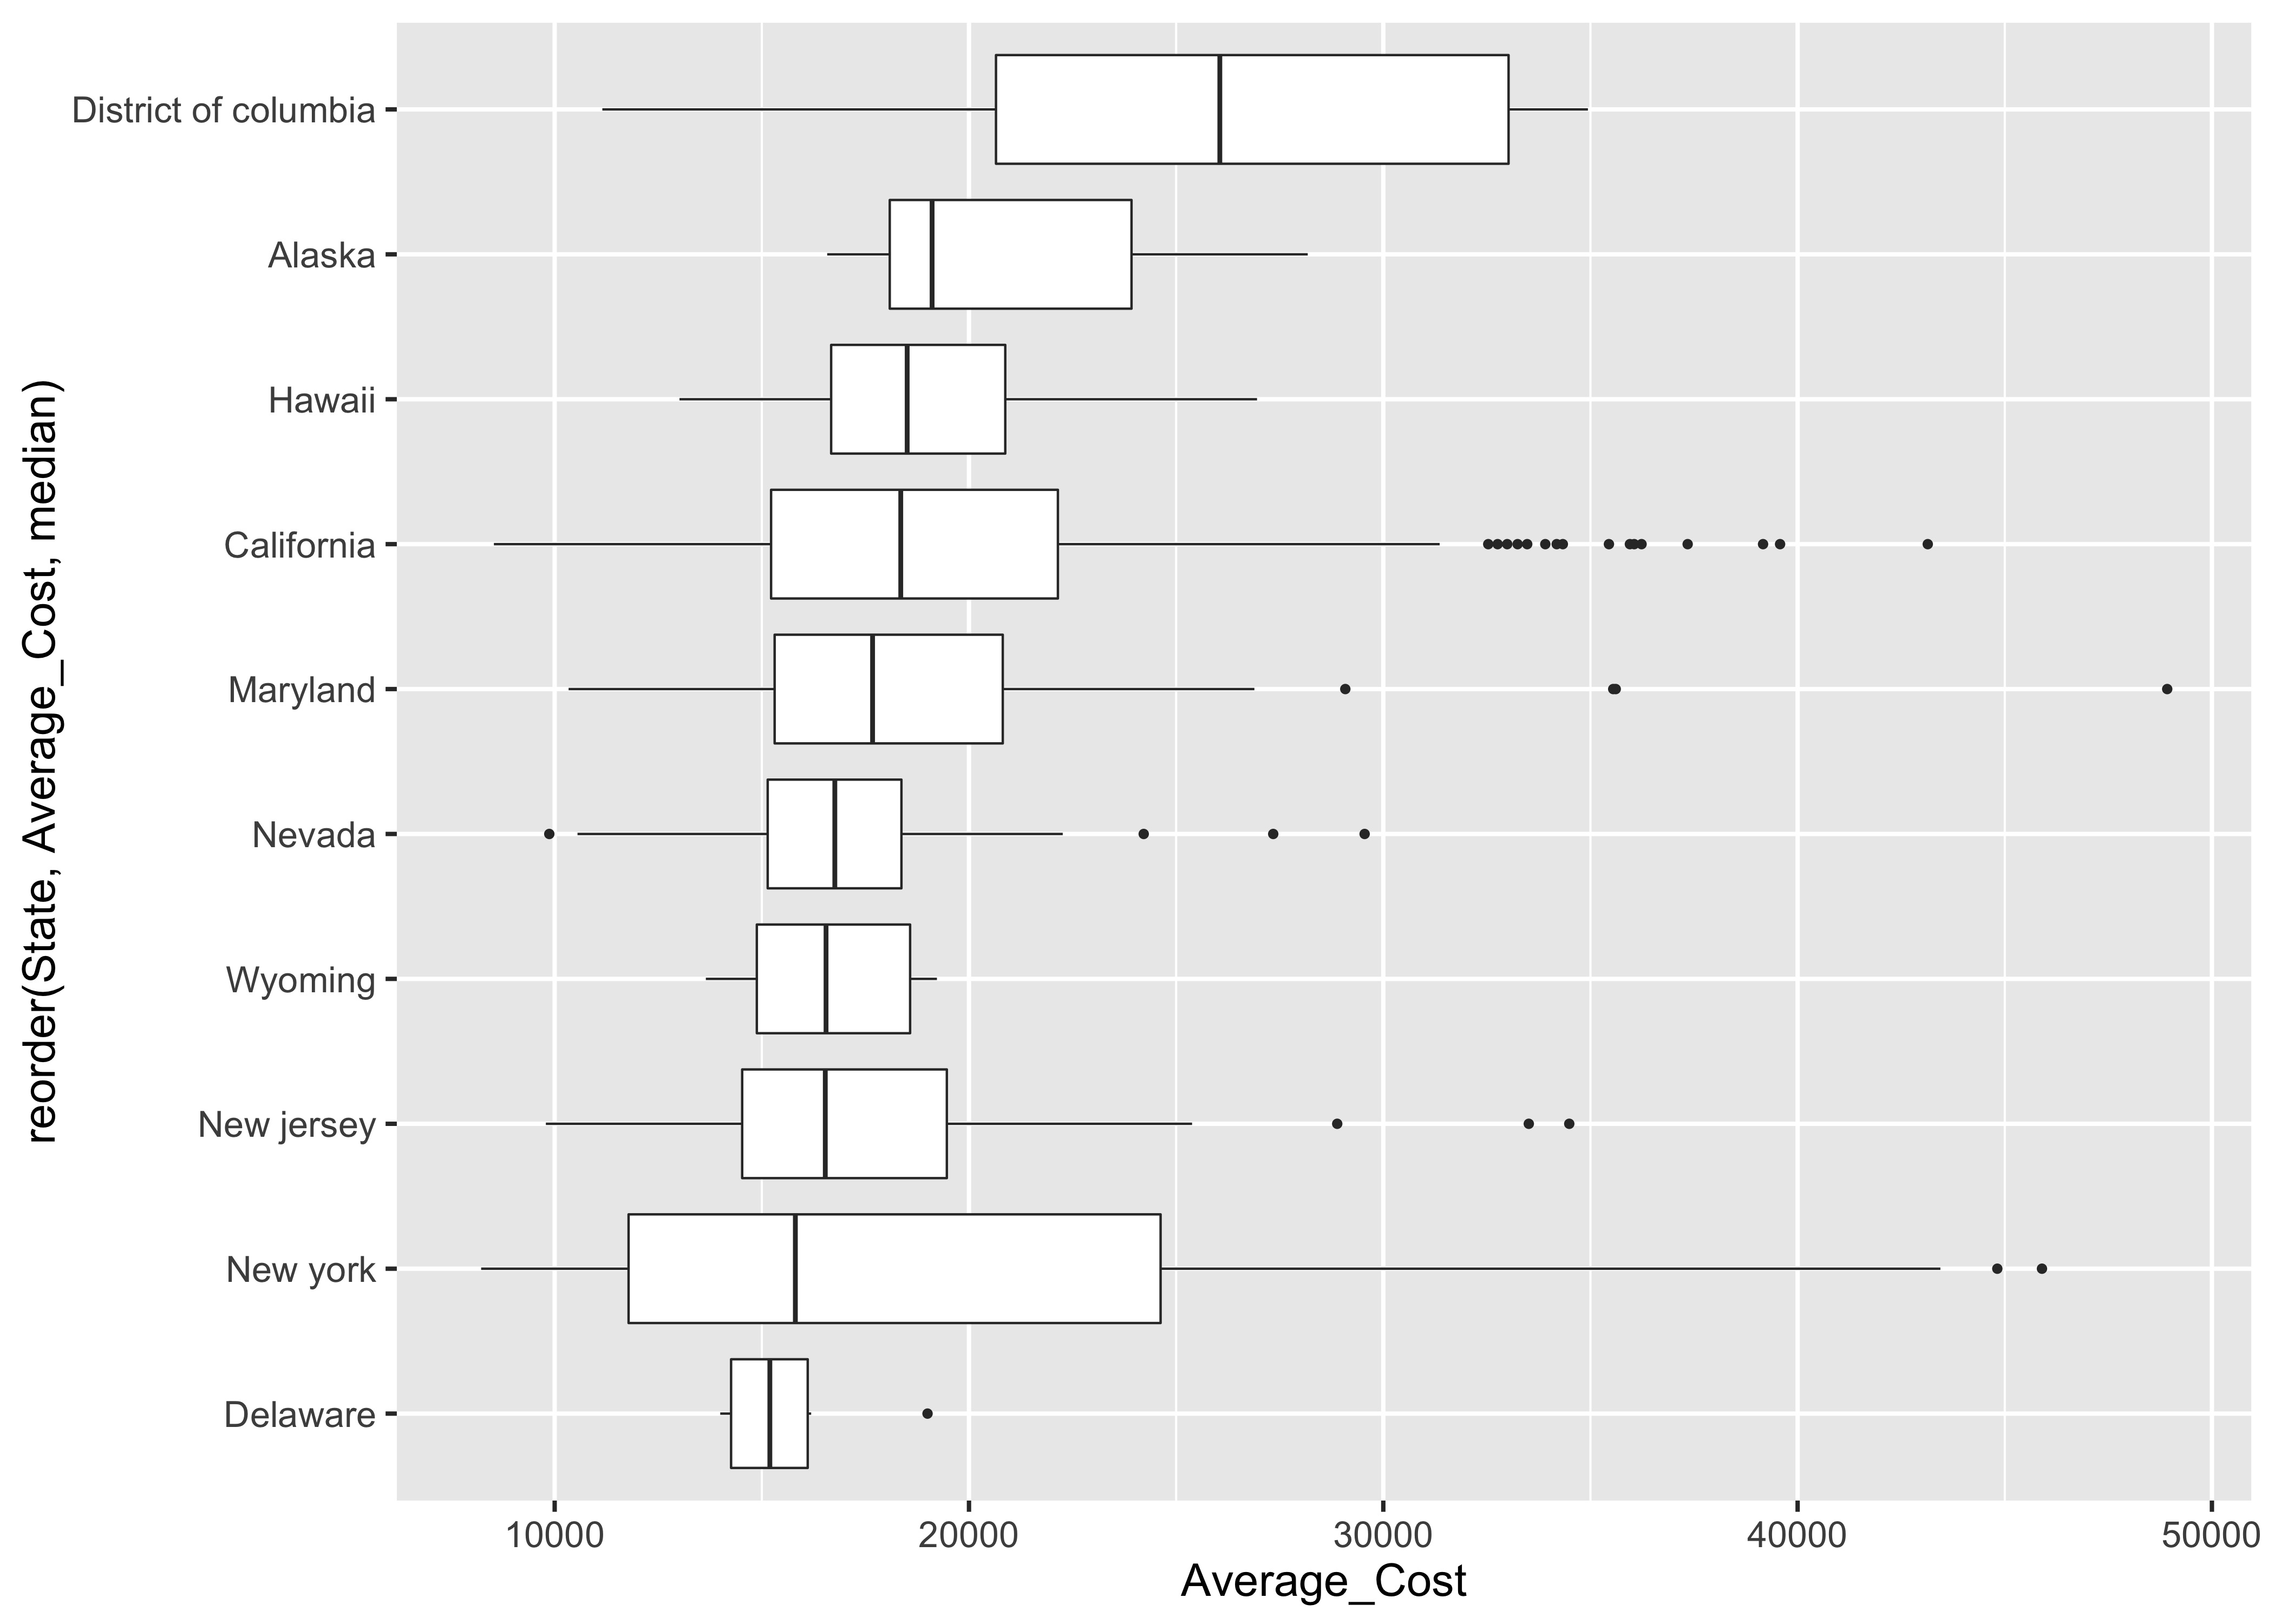 reorder(State, Average_Cost, median)
District of columbia
Alaska
Hawaii
California
Maryland
Nevada
Wyoming
New jersey
New york
Delaware
10000 20000 30000 40000 50000
Average_Cost